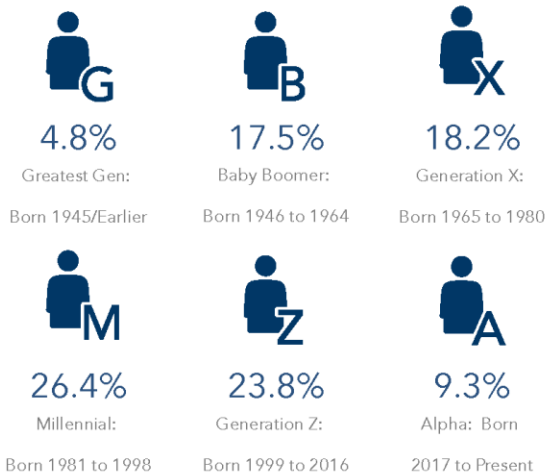 G B X
4.8% 17.5% 18.2%
Greatest Gen: Baby Boomer: Generation X:
Born 1945/Earlier Born 1946 to 1964 Born 1965 to 1980
M Z A
26.4% 23.8% 9.3%
Millennial: Generation Z: Alpha: Born
Born 1981 to 1998 Born 1999 to 2016 2017 to Present